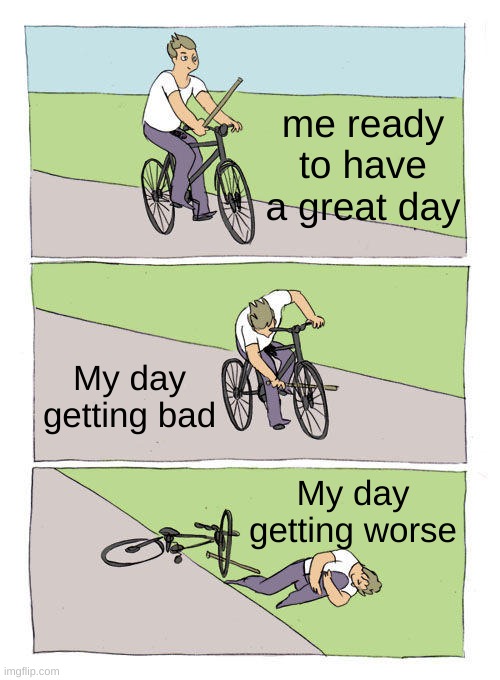 me ready
to have
a great day
My day
getting bad
My day
getting worse
imgflip.com